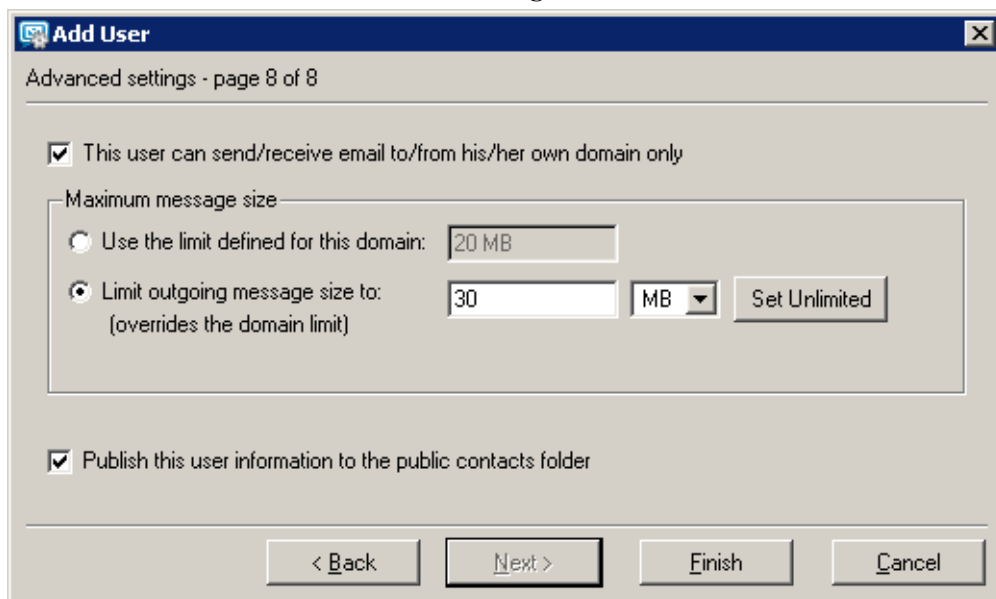 Add User
Advanced settings - page 8 of 8
This user can send/receive email to/from his/her own domain only
Maximum message size
Use the limit defined for this domain: 20 MB
Limit outgoing message size to: 30 MB Set Unlimited
(overrides the domain limit)
Publish this user information to the public contacts folder
< Back Next > Finish Cancel